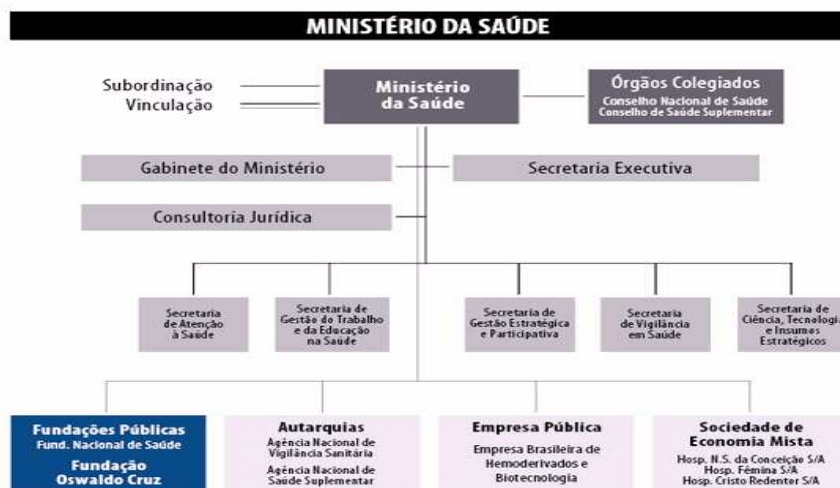 MINISTÉRIO DA SAÚDE
Subordinação
Vinculação
Ministério
da Saúde
Órgãos Colegiados
Conselho Nacional de Saúde
Conselho de Saúde Suplementar
Gabinete do Ministério
Secretaria Executiva
Consultoria Jurídica
Secretaria
de Atenção
à Saúde
Secretaria de
Gestão do Trabalho
e da Educação
na Saúde
Secretaria de
Gestão Estratégica
e Participativa
Secretaria
de Vigilância
em Saúde
Secretaria de
Ciência, Tecnologia
e Insumos
Estratégicos
Fundações Públicas
Fund. Nacional de Saúde
Fundação
Oswaldo Cruz
Autarquias
Agência Nacional de
Vigilância Sanitária
Agência Nacional de
Saúde Suplementar
Empresa Pública
Empresa Brasileira de
Hemoderivados e
Biotecnologia
Sociedade de
Economia Mista
Hosp. N.S. da Conceição S/A
Hosp. Fêmina S/A
Hosp. Cristo Redenter S/A